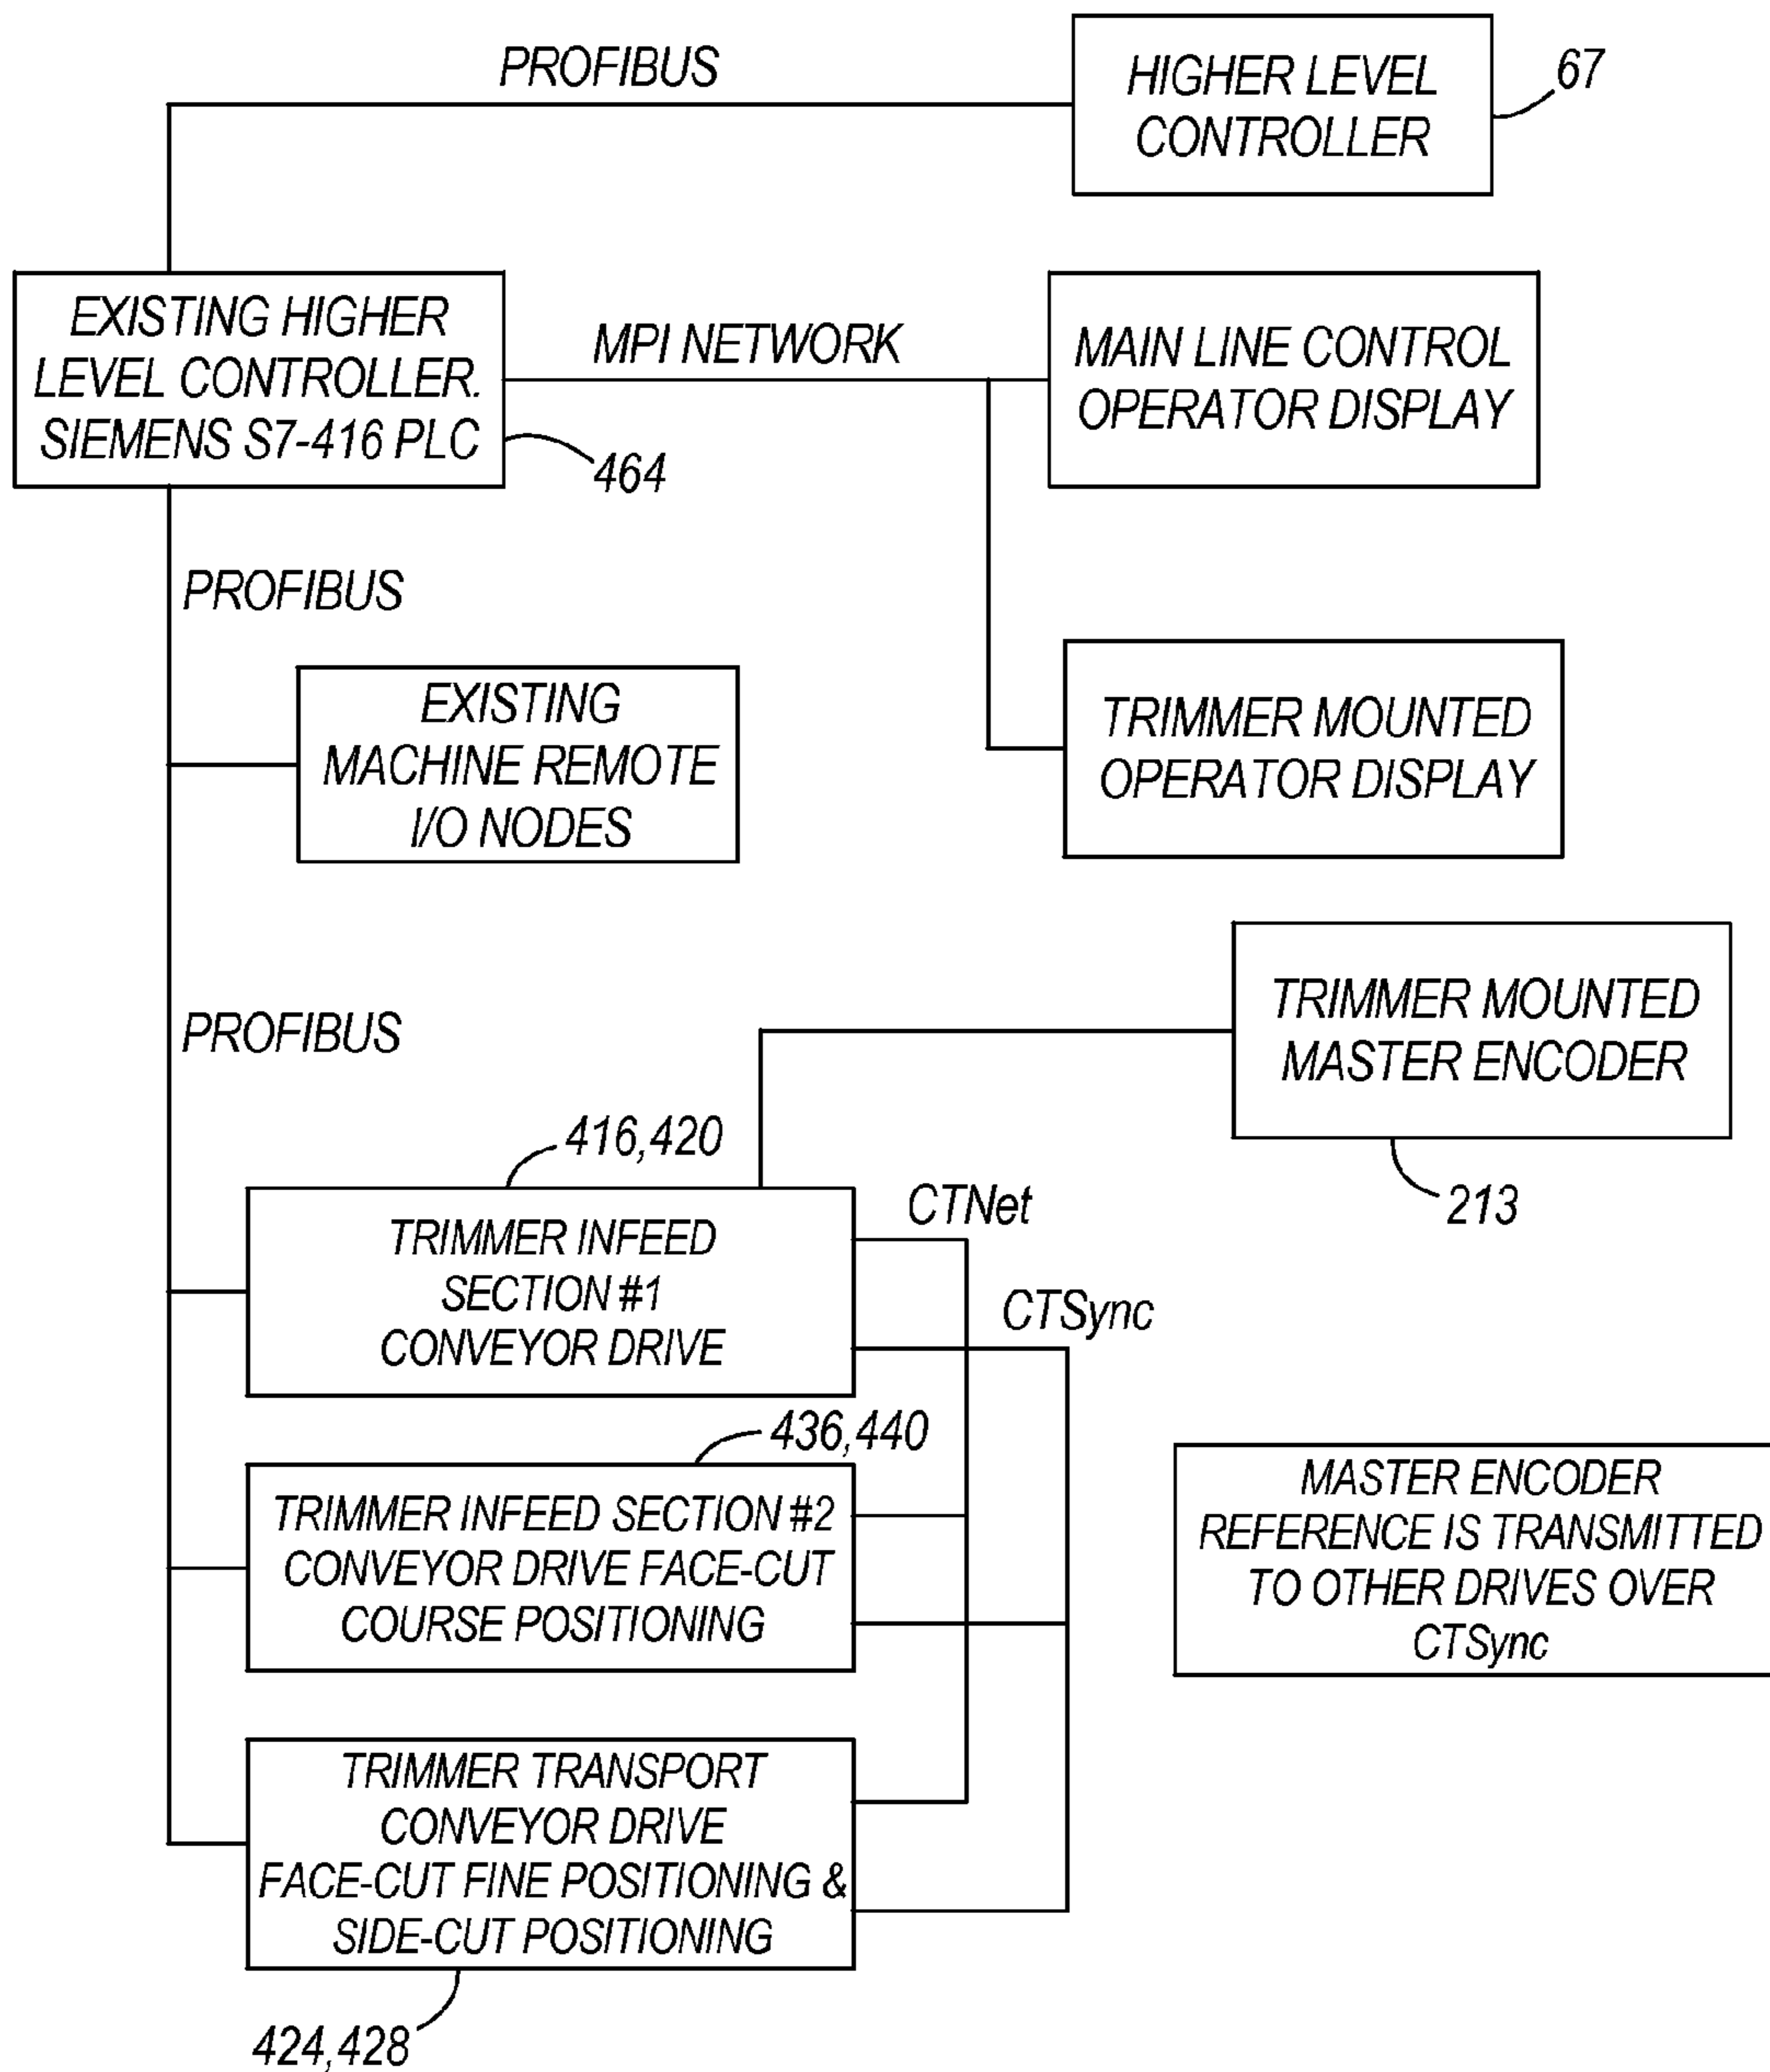 PROFIBUS
HIGHER LEVEL
CONTROLLER
67
EXISTING HIGHER
LEVEL CONTROLLER.
SIEMENS S7-416 PLC
464
MPI NETWORK
MAIN LINE CONTROL
OPERATOR DISPLAY
PROFIBUS
EXISTING
MACHINE REMOTE
I/O NODES
TRIMMER MOUNTED
OPERATOR DISPLAY
PROFIBUS
TRIMMER MOUNTED
MASTER ENCODER
213
416,420
TRIMMER INFEED
SECTION #1
CONVEYOR DRIVE
CTNet
CTSync
436,440
TRIMMER INFEED SECTION #2
CONVEYOR DRIVE FACE-CUT
COURSE POSITIONING
MASTER ENCODER
REFERENCE IS TRANSMITTED
TO OTHER DRIVES OVER
CTSync
TRIMMER TRANSPORT
CONVEYOR DRIVE
FACE-CUT FINE POSITIONING &
SIDE-CUT POSITIONING
424,428